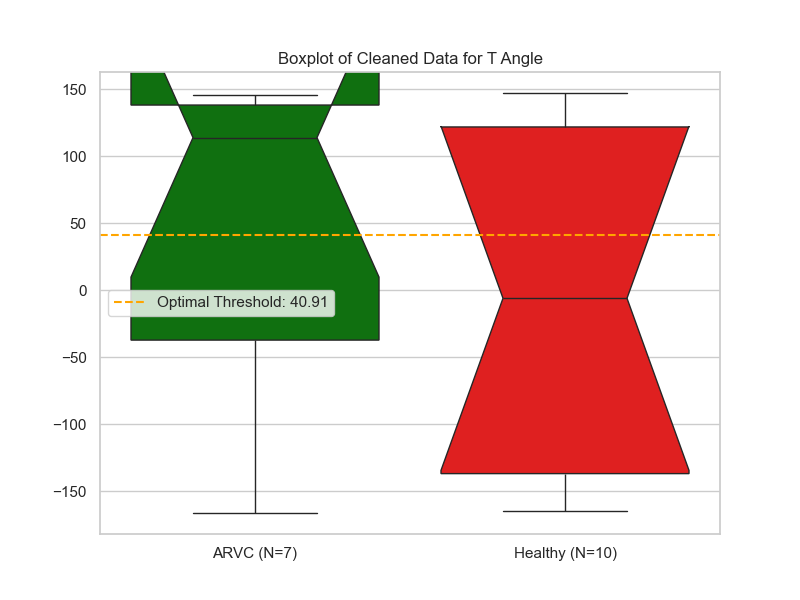 Boxplot of Cleaned Data for T Angle
150
100
50
0
−50
−100
−150
Optimal Threshold: 40.91
ARVC (N=7)
Healthy (N=10)